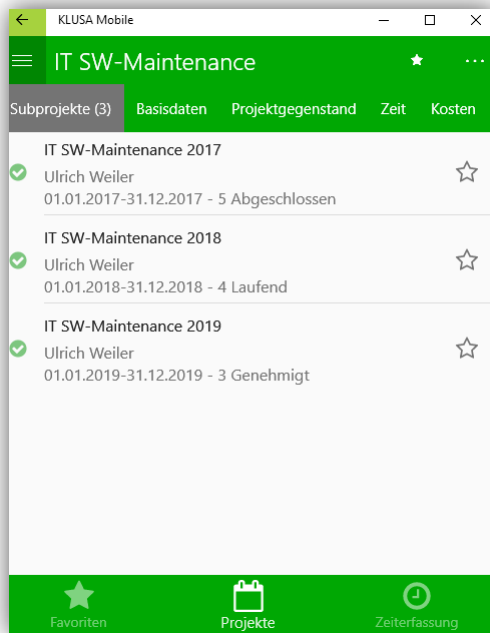 KLUSA Mobile
IT SW-Maintenance
Subprojekte (3) Basisdaten Projektgegenstand Zeit Kosten
IT SW-Maintenance 2017
Ulrich Weiler
01.01.2017-31.12.2017 - 5 Abgeschlossen
IT SW-Maintenance 2018
Ulrich Weiler
01.01.2018-31.12.2018 - 4 Laufend
IT SW-Maintenance 2019
Ulrich Weiler
01.01.2019-31.12.2019 - 3 Genehmigt
Favoriten Projekte Zeiterfassung